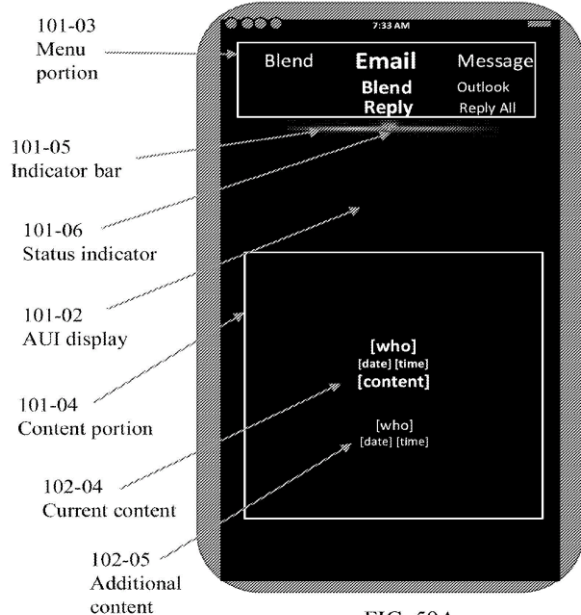 101-03
Menu
portion
7:33 AM
Blend Email Message
Blend Outlook
Reply Reply All
101-05
Indicator bar
101-06
Status indicator
101-02
AUI display
101-04
Content portion
[who]
[date] [time]
[content]
[who]
[date] [time]
102-04
Current content
102-05
Additional
content